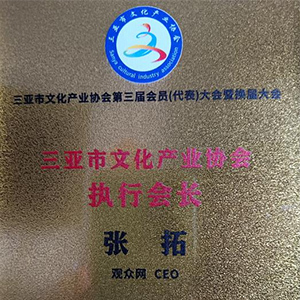 三亚市文化产业协会
Sanya cultural industry association
三亚市文化产业协会第三届会员(代表)大会暨换届大会
三亚市文化产业协会
执行会长
张 拓
观众网 CEO